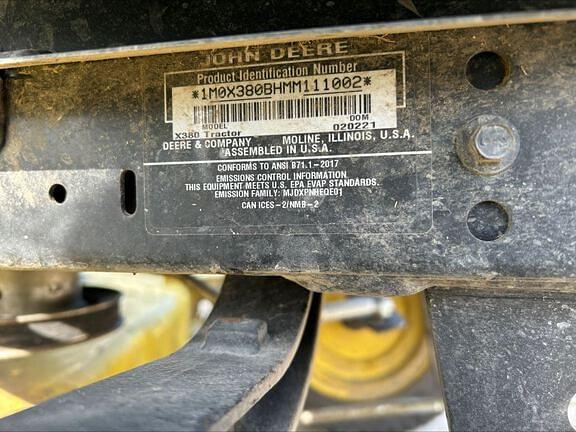 JOHN DEERE
Product Identification Number
*1M0X380BHMM111002*
MODEL DOM
X380 Tractor 020221
DEERE & COMPANY MOLINE, ILLINOIS, U.S.A.
ASSEMBLED IN U.S.A.
CONFORMS TO ANSI B71.1-2017
EMISSIONS CONTROL INFORMATION.
THIS EQUIPMENT MEETS U.S. EPA EVAP STANDARDS.
EMISSION FAMILY: MJDXPNHEQE01
CAN ICES-2/NMB-2